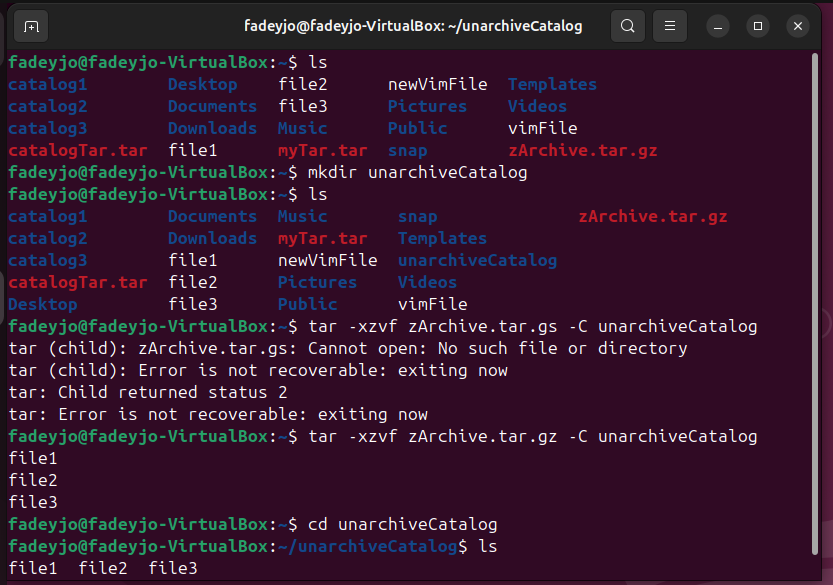 fadeyjo@fadeyjo-VirtualBox: ~/unarchiveCatalog
fadeyjo@fadeyjo-VirtualBox:~$ ls
catalog1 Desktop file2 newVimFile Templates
catalog2 Documents file3 Pictures Videos
catalog3 Downloads Music Public vimFile
catalogTar.tar file1 myTar.tar snap zArchive.tar.gz
fadeyjo@fadeyjo-VirtualBox:~$ mkdir unarchiveCatalog
fadeyjo@fadeyjo-VirtualBox:~$ ls
catalog1 Documents Music snap zArchive.tar.gz
catalog2 Downloads myTar.tar Templates
catalog3 file1 newVimFile unarchiveCatalog
catalogTar.tar file2 Pictures Videos
Desktop file3 Public vimFile
fadeyjo@fadeyjo-VirtualBox:~$ tar -xzvf zArchive.tar.gs -C unarchiveCatalog
tar (child): zArchive.tar.gs: Cannot open: No such file or directory
tar (child): Error is not recoverable: exiting now
tar: Child returned status 2
tar: Error is not recoverable: exiting now
fadeyjo@fadeyjo-VirtualBox:~$ tar -xzvf zArchive.tar.gz -C unarchiveCatalog
file1
file2
file3
fadeyjo@fadeyjo-VirtualBox:~$ cd unarchiveCatalog
fadeyjo@fadeyjo-VirtualBox:~/unarchiveCatalog$ ls
file1 file2 file3